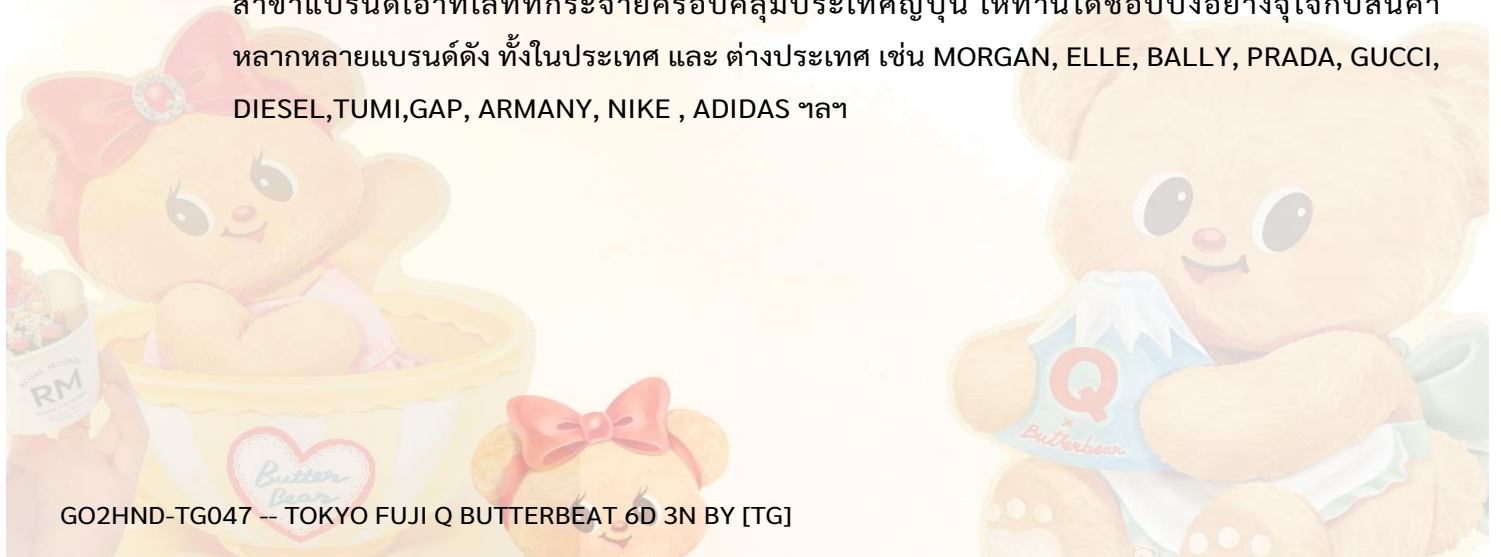 สาขาแบรนด์เอาท์เล็ทที่กระจายครอบคลุมประเทศญี่ปุ่น ให้ท่านได้ช้อปปิ้งอย่างจุใจกับสินค้า
หลากหลายแบรนด์ดัง ทั้งในประเทศ และ ต่างประเทศ เช่น MORGAN, ELLE, BALLY, PRADA, GUCCI,
DIESEL,TUMI,GAP, ARMANY, NIKE , ADIDAS ฯลฯ
RM
Q
×
Butterbear
Butter
Bear
GO2HND-TG047 -- TOKYO FUJI Q BUTTERBEAT 6D 3N BY [TG]